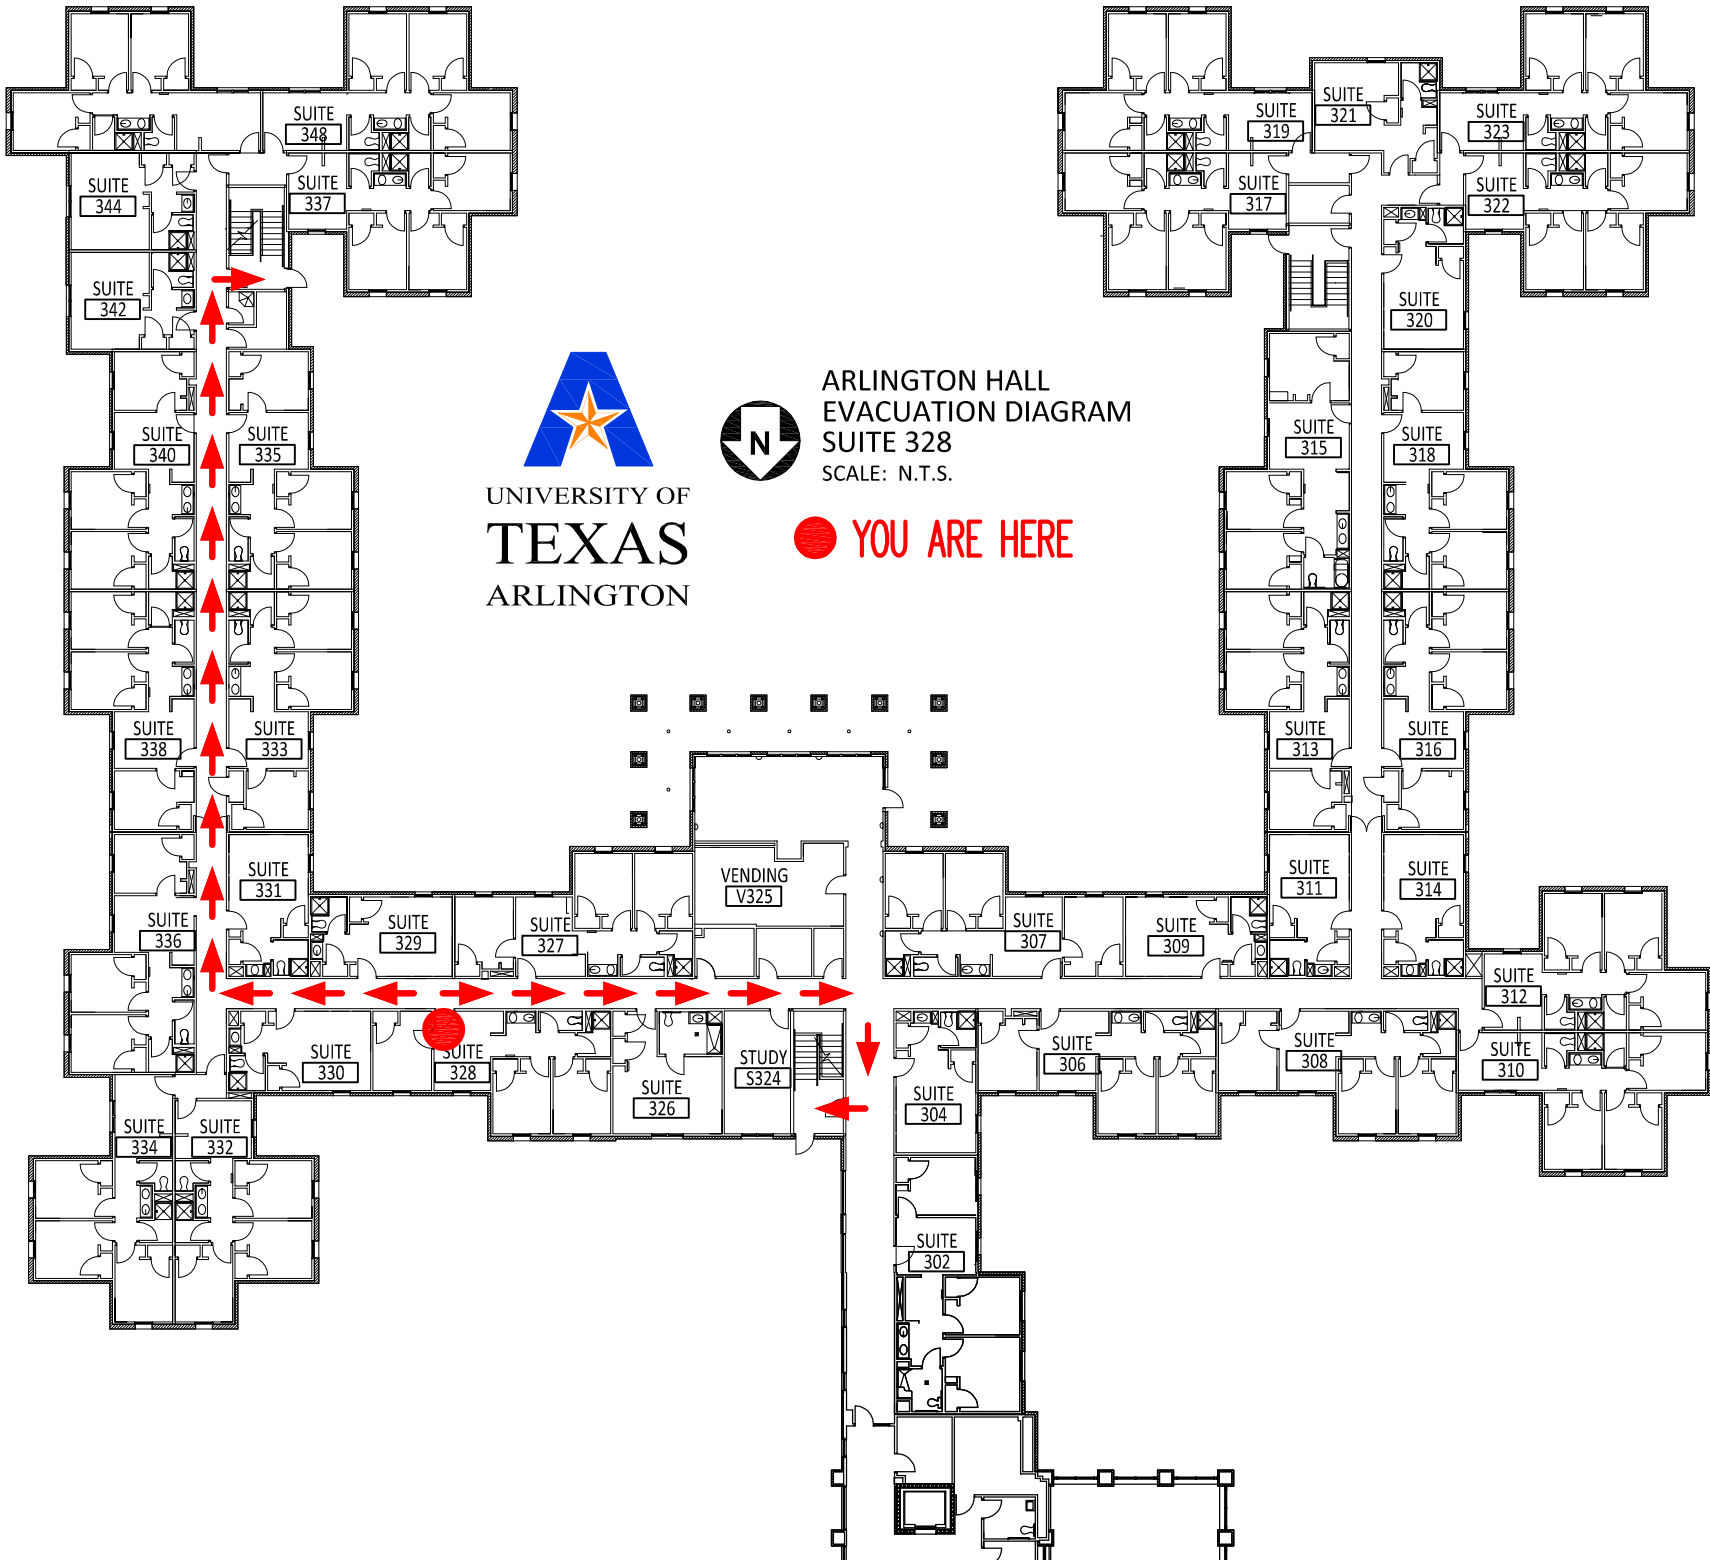 SUITE
348
SUITE
337
SUITE
344
SUITE
342
SUITE
319
SUITE
321
SUITE
323
SUITE
317
SUITE
322
SUITE
320
ARLINGTON HALL
EVACUATION DIAGRAM
SUITE 328
SCALE: N.T.S.
N
YOU ARE HERE
UNIVERSITY OF
TEXAS
ARLINGTON
SUITE
340
SUITE
335
SUITE
315
SUITE
318
SUITE
338
SUITE
333
SUITE
313
SUITE
316
SUITE
331
VENDING
V325
SUITE
311
SUITE
314
SUITE
336
SUITE
329
SUITE
327
SUITE
307
SUITE
309
SUITE
312
SUITE
330
SUITE
328
SUITE
326
STUDY
S324
SUITE
304
SUITE
306
SUITE
308
SUITE
310
SUITE
334
SUITE
332
SUITE
302